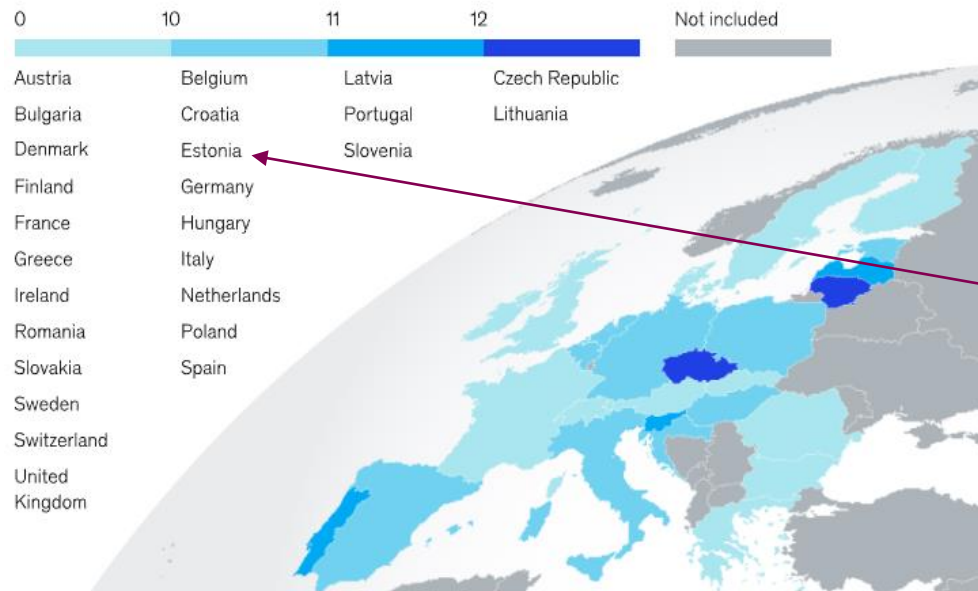 0 10 11 12 Not included
Austria Belgium Latvia Czech Republic
Bulgaria Croatia Portugal Lithuania
Denmark Estonia Slovenia
Finland Germany
France Hungary
Greece Italy
Ireland Netherlands
Romania Poland
Slovakia Spain
Sweden
Switzerland
United
Kingdom